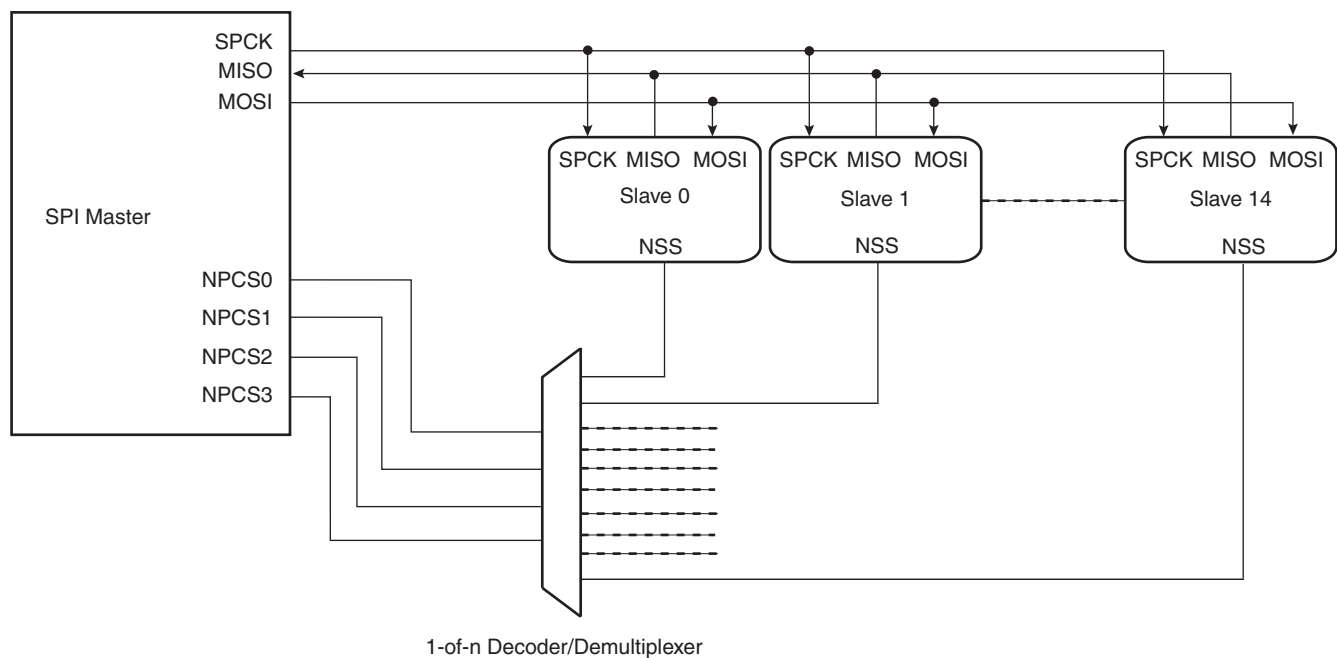 SPCK
MISO
MOSI
SPI Master
NPCS0
NPCS1
NPCS2
NPCS3
SPCK MISO MOSI
Slave 0
NSS
SPCK MISO MOSI
Slave 1
NSS
SPCK MISO MOSI
Slave 14
NSS
1-of-n Decoder/Demultiplexer